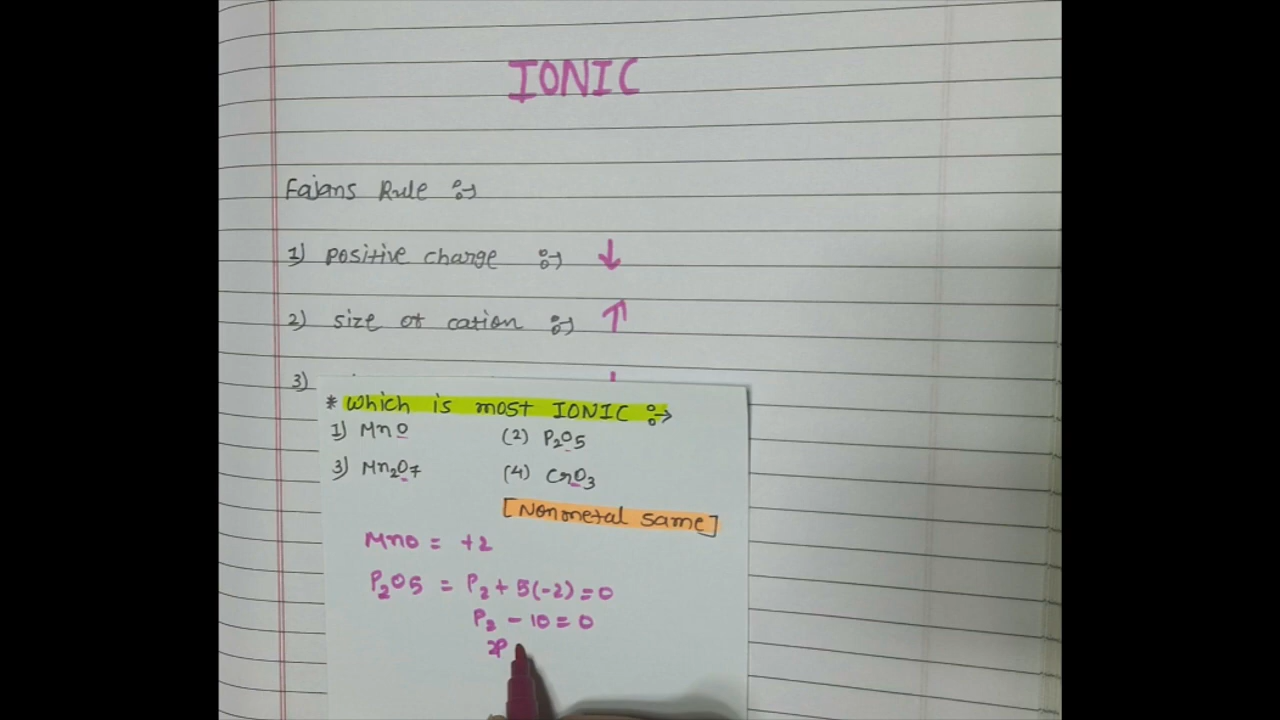 IONIC
Fajans Rule :→
1) positive charge :→ ↓
2) size of cation :→ ↑
3)
* Which is most IONIC :→
1) MnO (2) P2O5
3) Mn2O7 (4) CrO3
[Nonmetal same]
MnO = +2
P2O5 = P2 + 5(-2) = 0
P2 - 10 = 0
2P